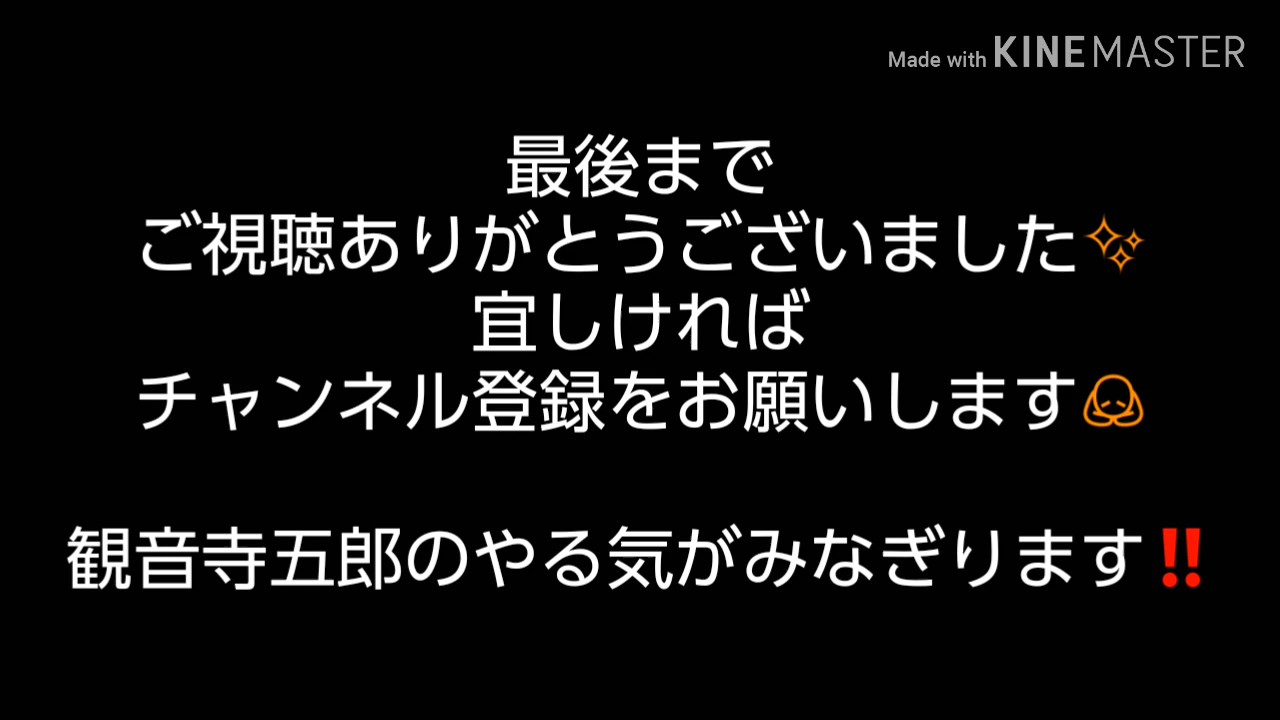 Made with KINEMASTER
最後まで
ご視聴ありがとうございました✨
宜しければ
チャンネル登録をお願いします🙇
観音寺五郎のやる気がみなぎります‼